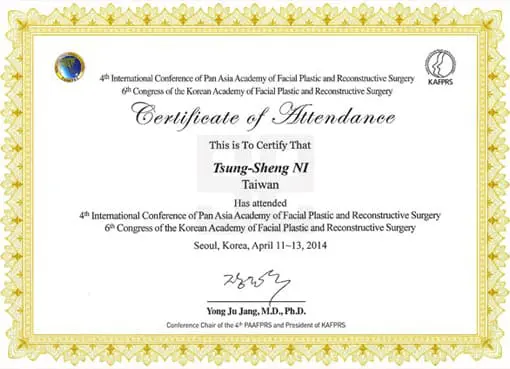 4th International Conference of Pan Asia Academy of Facial Plastic and Reconstructive Surgery
6th Congress of the Korean Academy of Facial Plastic and Reconstructive Surgery
KAFPRS
Certificate of Attendance
This is To Certify That
Tsung-Sheng NI
Taiwan
Has attended
4th International Conference of Pan Asia Academy of Facial Plastic and Reconstructive Surgery
6th Congress of the Korean Academy of Facial Plastic and Reconstructive Surgery
Seoul, Korea, April 11~13, 2014
Yong Ju Jang, M.D., Ph.D.
Conference Chair of the 4th PAAFPRS and President of KAFPRS